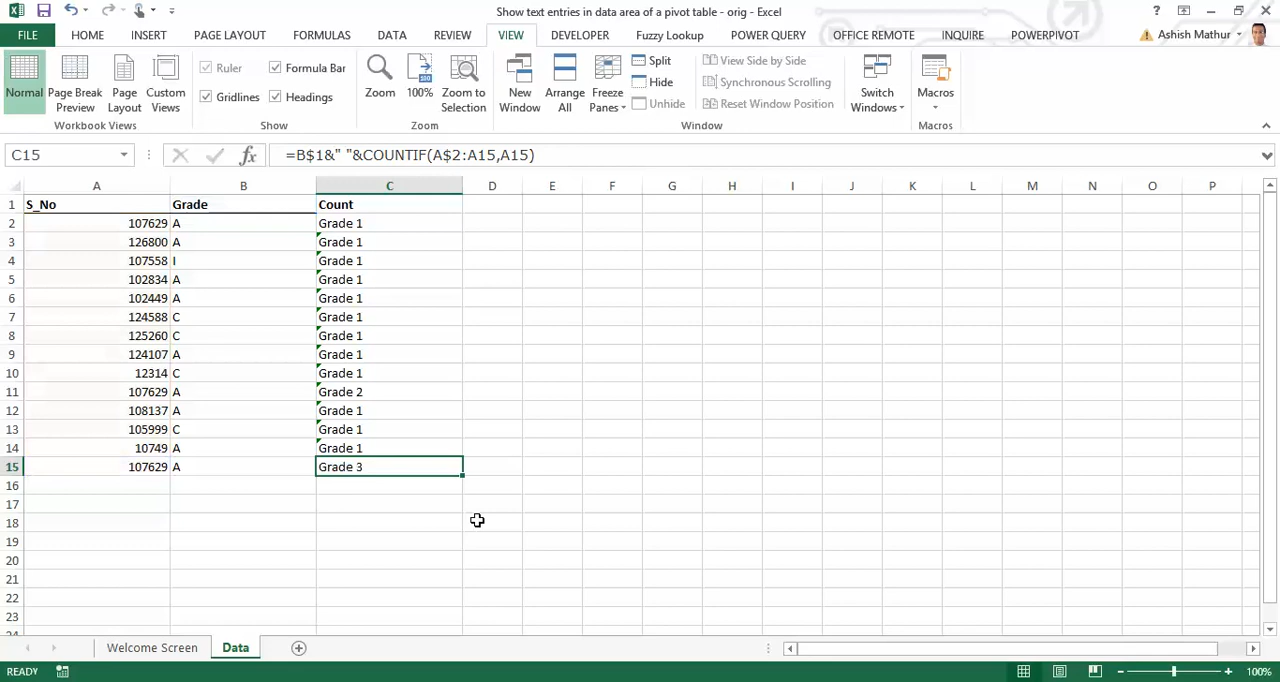 Show text entries in data area of a pivot table - orig - Excel
FILE HOME INSERT PAGE LAYOUT FORMULAS DATA REVIEW VIEW DEVELOPER Fuzzy Lookup POWER QUERY OFFICE REMOTE INQUIRE POWERPIVOT Ashish Mathur
Normal Page Break Preview Page Layout Custom Views
Ruler Formula Bar
Gridlines Headings
Zoom 100% Zoom to Selection
New Window Arrange All Freeze Panes
Split
Hide
Unhide
View Side by Side
Synchronous Scrolling
Reset Window Position
Switch Windows Macros
Workbook Views Show Zoom Window Macros
C15 fx =B$1&" "&COUNTIF(A$2:A15,A15)
A B C D E F G H I J K L M N O P
1 S_No Grade Count
2 107629 A Grade 1
3 126800 A Grade 1
4 107558 I Grade 1
5 102834 A Grade 1
6 102449 A Grade 1
7 124588 C Grade 1
8 125260 C Grade 1
9 124107 A Grade 1
10 12314 C Grade 1
11 107629 A Grade 2
12 108137 A Grade 1
13 105999 C Grade 1
14 10749 A Grade 1
15 107629 A Grade 3
16
17
18
19
20
21
22
23
24
Welcome Screen Data
READY 100%